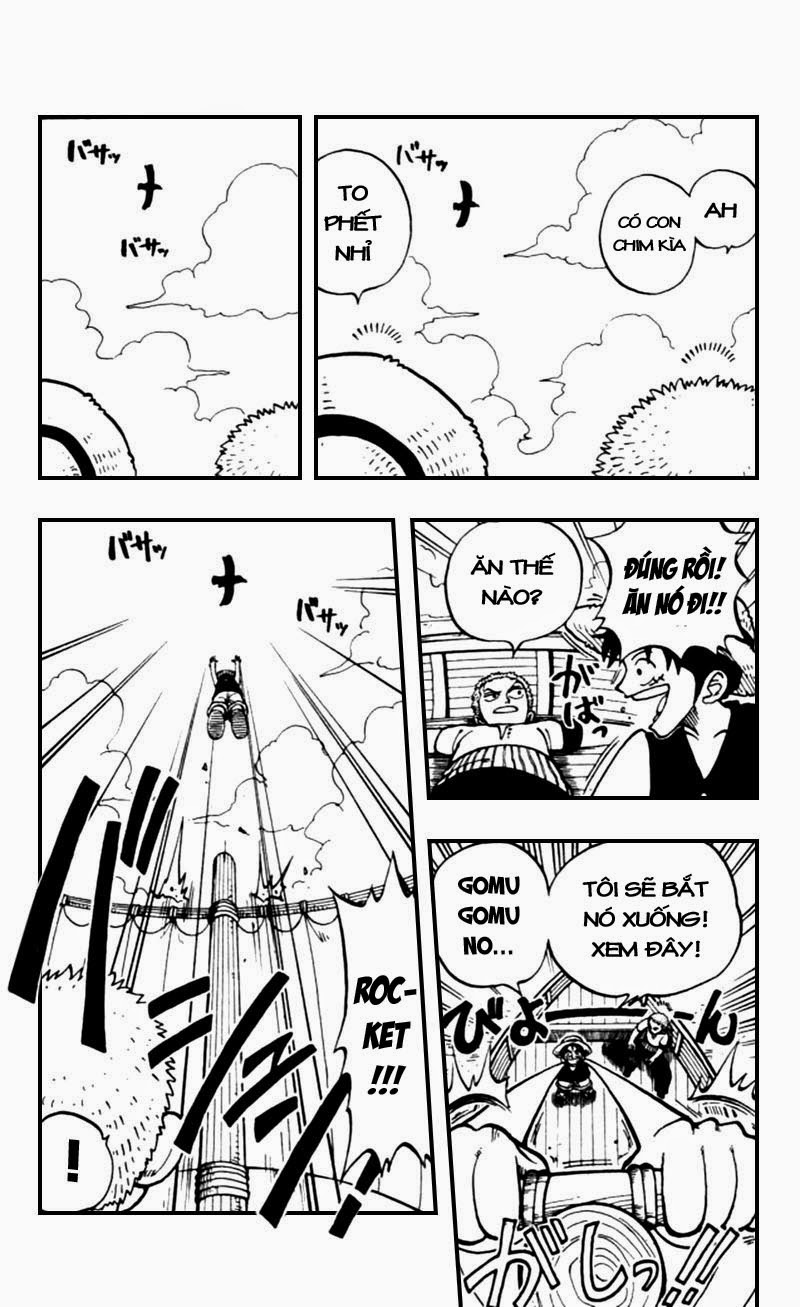 バサッ
AH
CÓ CON
CHIM KÌA
TO
PHẾT
NHỈ
バサッ
バサッ
ĐÚNG RỒI!
ĂN NÓ ĐI!!
ĂN THẾ
NÀO?
がばっ
TÔI SẼ BẮT
NÓ XUỐNG!
XEM ĐÂY!
GOMU
GOMU
NO...
びよーーん
がしっ!!
バサッ
バサッ
ROC-
KET
!!!
!